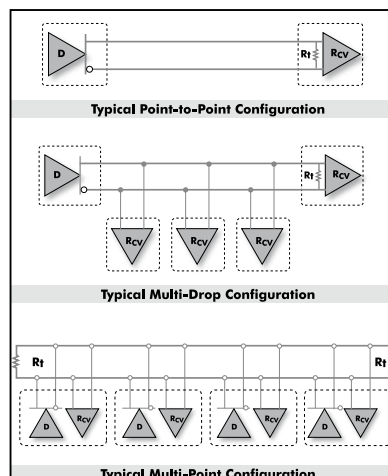 D Rt RCV
Typical Point-to-Point Configuration
D Rt RCV
RCV RCV RCV
Typical Multi-Drop Configuration
Rt Rt
D RCV D RCV D RCV D RCV
Typical Multi-Point Configuration